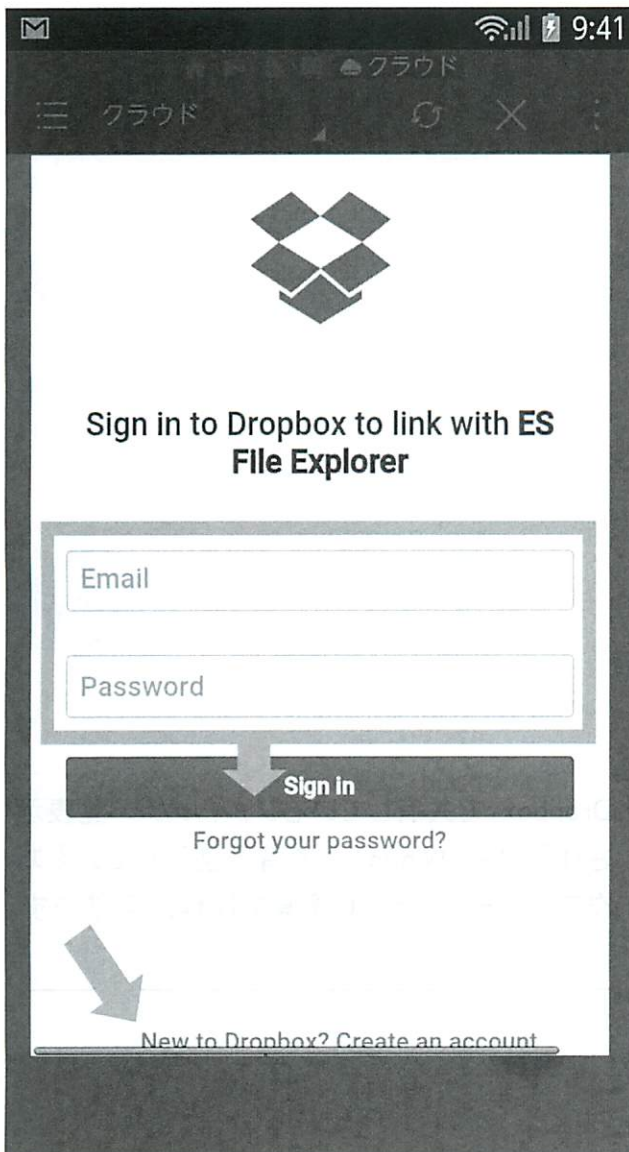 9:41
クラウド
クラウド
Sign in to Dropbox to link with ES
File Explorer
Email
Password
Sign in
Forgot your password?
New to Dropbox? Create an account